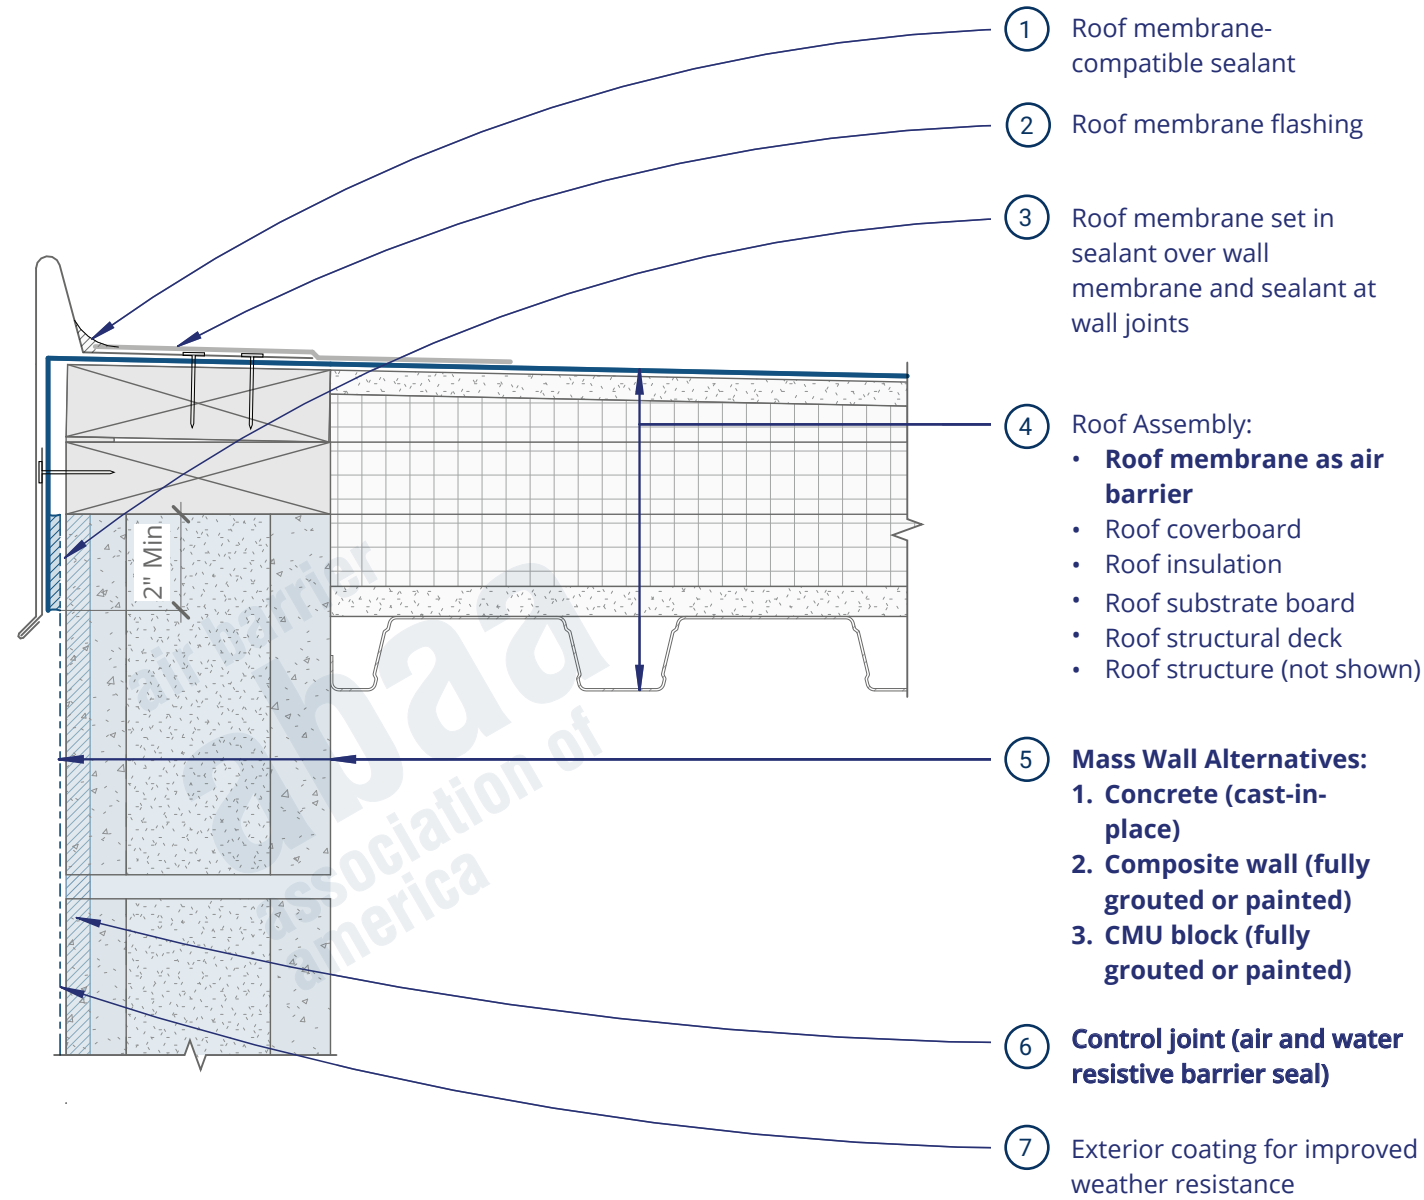 1 Roof membrane-
compatible sealant
2 Roof membrane flashing
3 Roof membrane set in
sealant over wall
membrane and sealant at
wall joints
4 Roof Assembly:
• Roof membrane as air
barrier
• Roof coverboard
• Roof insulation
• Roof substrate board
• Roof structural deck
• Roof structure (not shown)
5 Mass Wall Alternatives:
1. Concrete (cast-in-
place)
2. Composite wall (fully
grouted or painted)
3. CMU block (fully
grouted or painted)
6 Control joint (air and water
resistive barrier seal)
7 Exterior coating for improved
weather resistance
2" Min
air barrier
abaa
association of
america